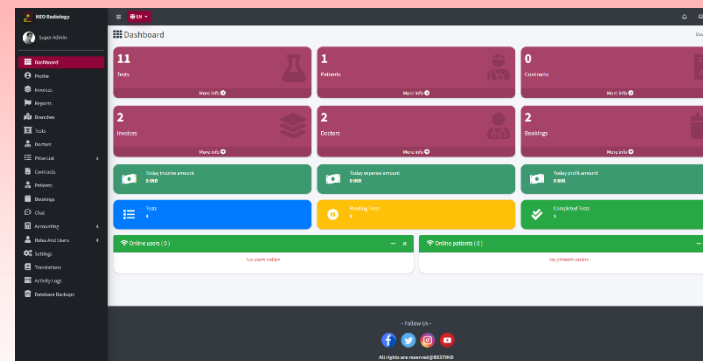 NEO Radiology
EN
Super Admin
Dashboard
Dashboard
Profile
Invoices
Reports
Branches
Tests
Doctors
Price List
Contracts
Patients
Bookings
Chat
Accounting
Roles And Users
Settings
Translations
Activity Logs
Database Backups
11
Tests
More info
1
Patients
More info
0
Contracts
More info
2
Invoices
More info
2
Doctors
More info
2
Bookings
More info
Today income amount
0 INR
Today expense amount
0 INR
Today profit amount
0 INR
Tests
Pending Tests
Completed Tests
Online users ( 0 )
No users online
Online patients ( 0 )
No patients online
- Follow Us -
All rights are reserved@BESTINO